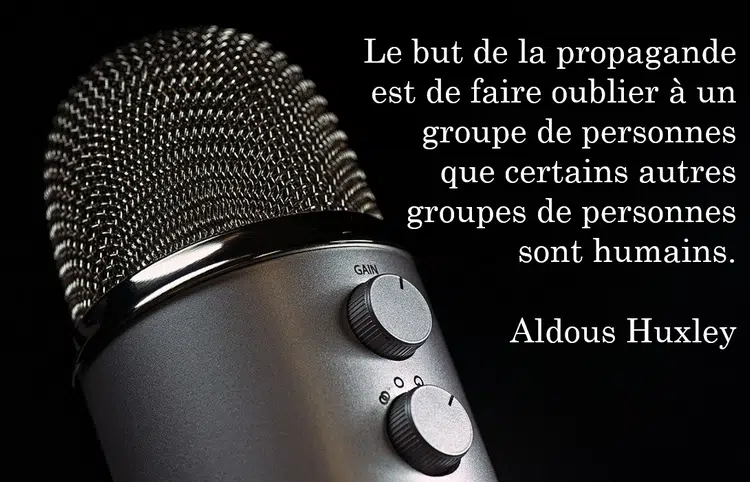 Le but de la propagande
est de faire oublier à un
groupe de personnes
que certains autres
groupes de personnes
sont humains.
Aldous Huxley
GAIN